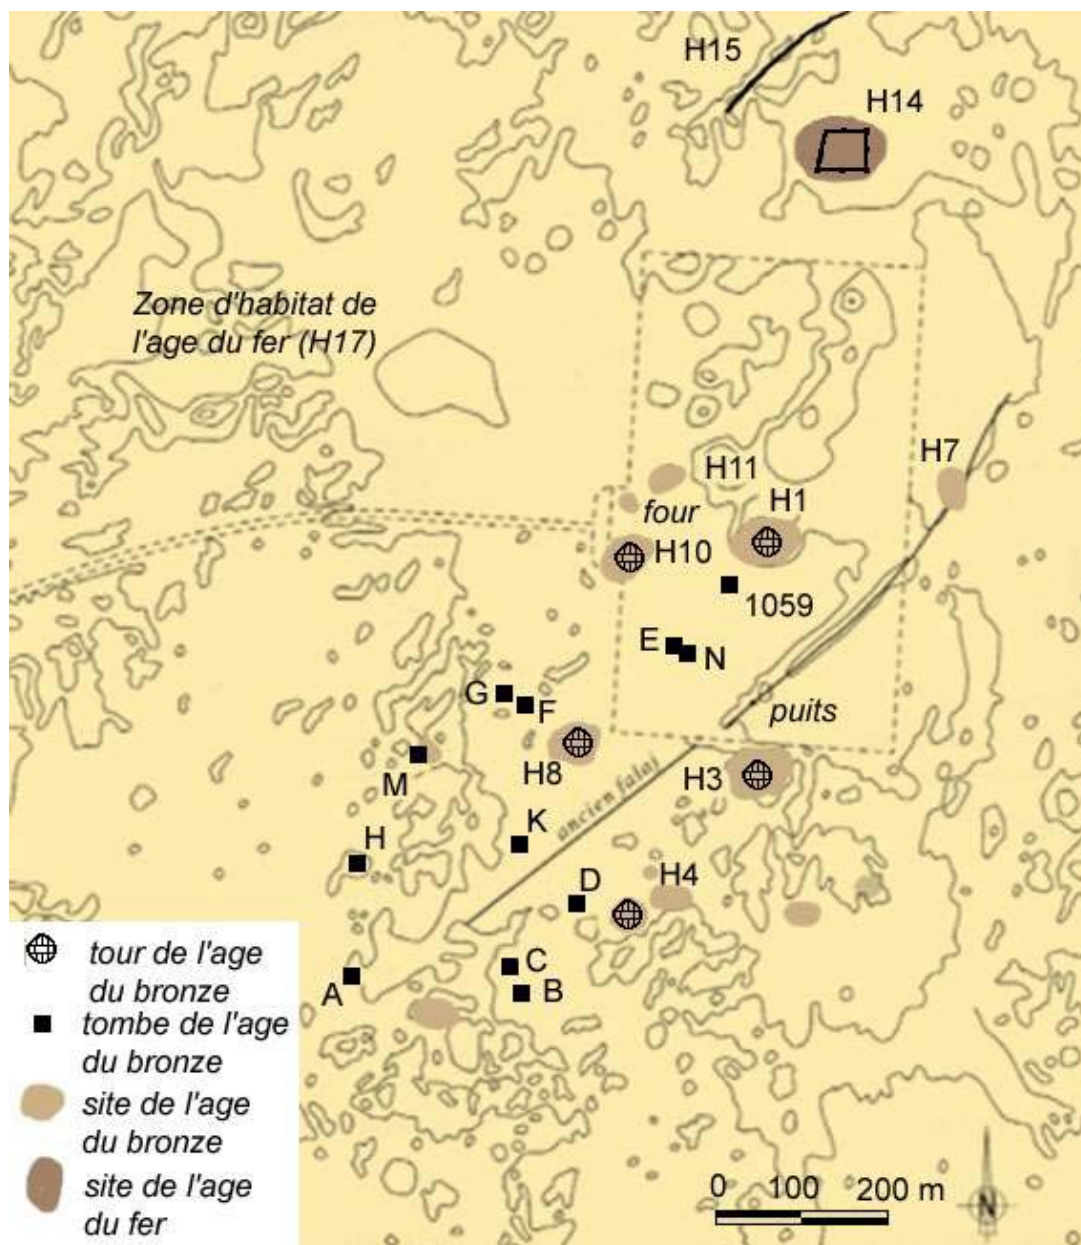 H15
H14
Zone d'habitat de
l'age du fer (H17)
H7
H11
H1
four
H10
1059
E
N
G
F
puits
H8
H3
M
ancien falaj
K
H
H4
D
C
A
B
tour de l'age
du bronze
tombe de l'age
du bronze
site de l'age
du bronze
site de l'age
du fer
0 100 200 m
N